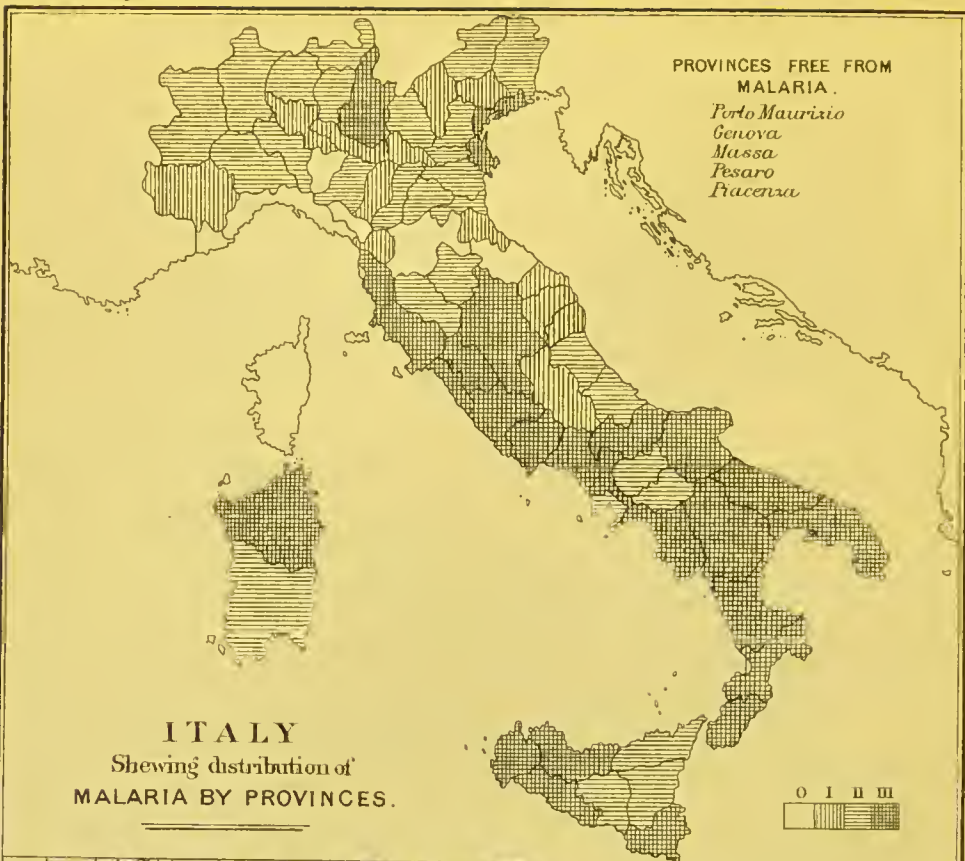 PROVINCES FREE FROM
MALARIA.
Porto Maurizio
Genova
Massa
Pesaro
Piacenza
ITALY
Shewing distribution of
MALARIA BY PROVINCES.
0 I II III